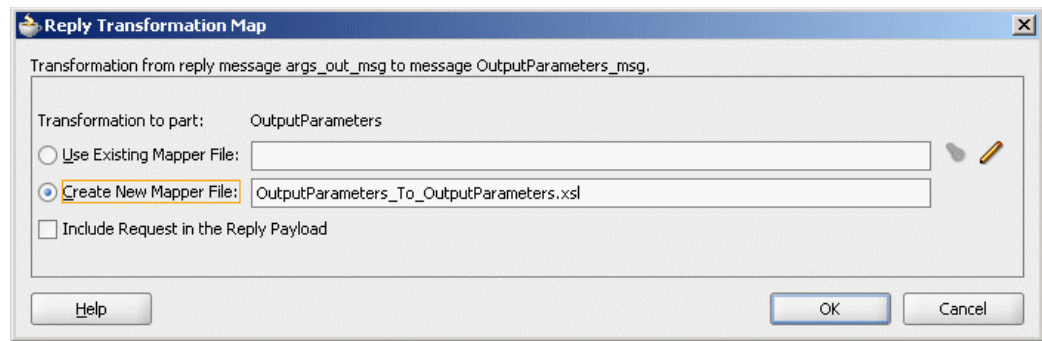 Reply Transformation Map
Transformation from reply message args_out_msg to message OutputParameters_msg.
Transformation to part: OutputParameters
Use Existing Mapper File:
Create New Mapper File: OutputParameters_To_OutputParameters.xsl
Include Request in the Reply Payload
Help OK Cancel